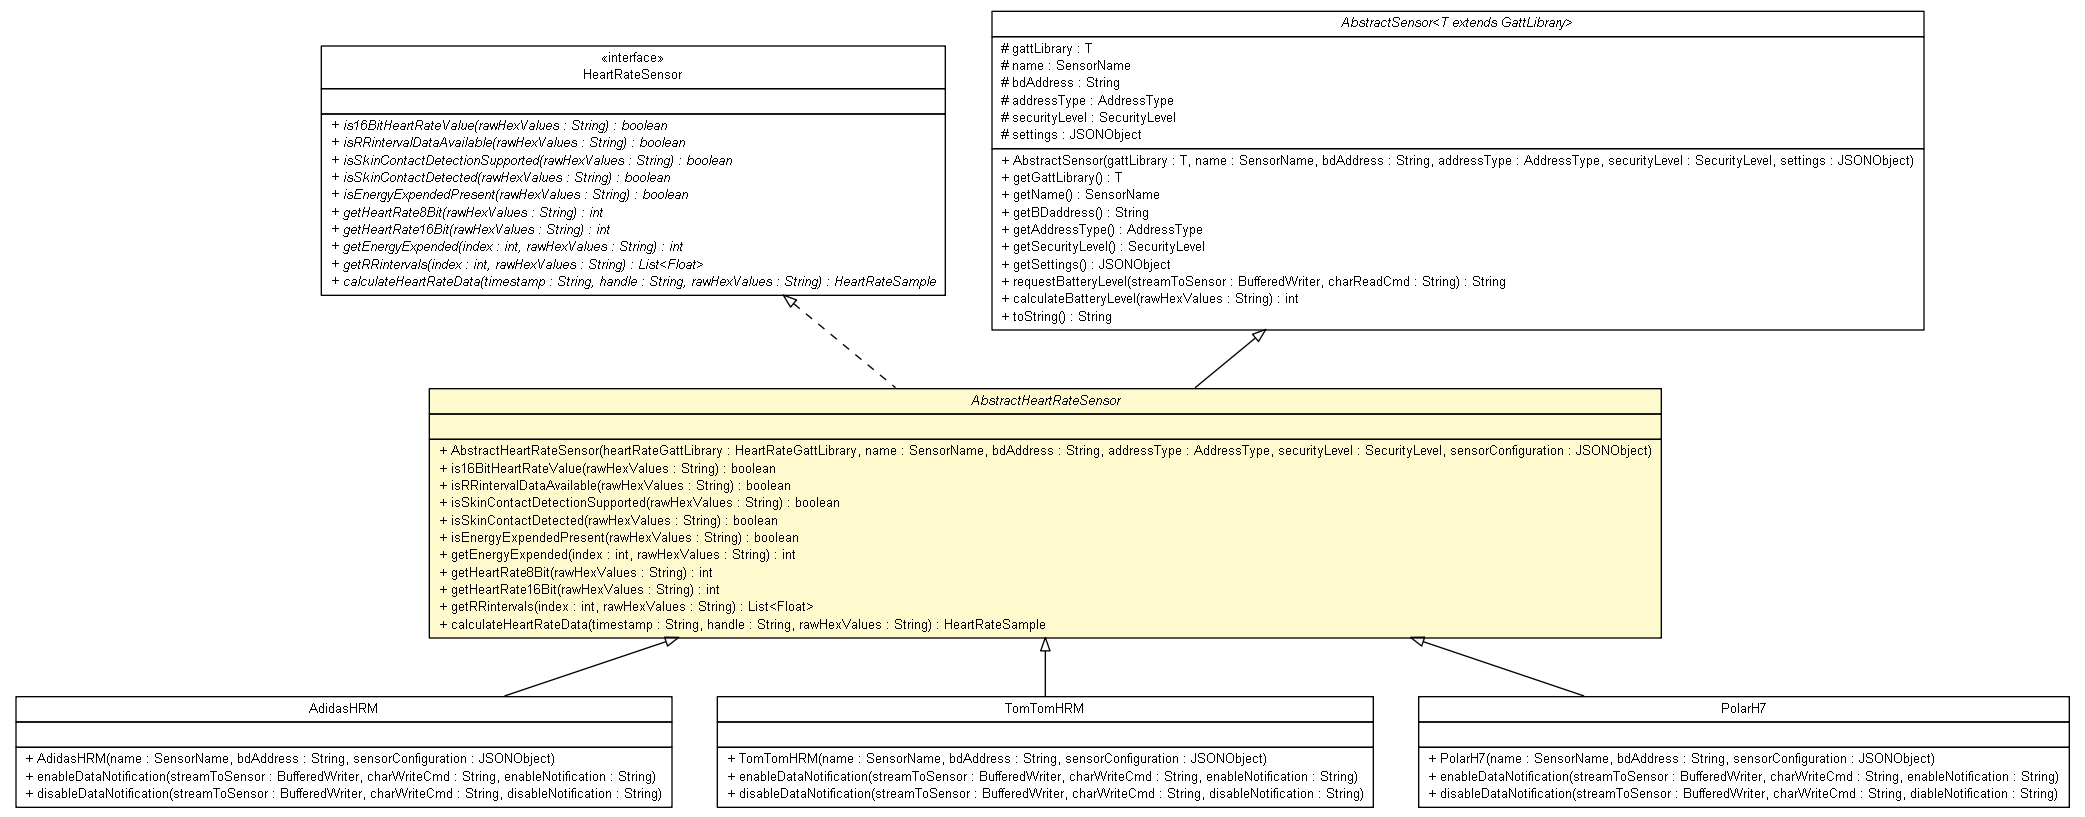 «interface»
HeartRateSensor
+ is16BitHeartRateValue(rawHexValues : String) : boolean
+ isRRintervalDataAvailable(rawHexValues : String) : boolean
+ isSkinContactDetectionSupported(rawHexValues : String) : boolean
+ isSkinContactDetected(rawHexValues : String) : boolean
+ isEnergyExpendedPresent(rawHexValues : String) : boolean
+ getHeartRate8Bit(rawHexValues : String) : int
+ getHeartRate16Bit(rawHexValues : String) : int
+ getEnergyExpended(index : int, rawHexValues : String) : int
+ getRRintervals(index : int, rawHexValues : String) : List<Float>
+ calculateHeartRateData(timestamp : String, handle : String, rawHexValues : String) : HeartRateSample
AbstractSensor<T extends GattLibrary>
# gattLibrary : T
# name : SensorName
# bdAddress : String
# addressType : AddressType
# securityLevel : SecurityLevel
# settings : JSONObject
+ AbstractSensor(gattLibrary : T, name : SensorName, bdAddress : String, addressType : AddressType, securityLevel : SecurityLevel, settings : JSONObject)
+ getGattLibrary() : T
+ getName() : SensorName
+ getBDaddress() : String
+ getAddressType() : AddressType
+ getSecurityLevel() : SecurityLevel
+ getSettings() : JSONObject
+ requestBatteryLevel(streamToSensor : BufferedWriter, charReadCmd : String) : String
+ calculateBatteryLevel(rawHexValues : String) : int
+ toString() : String
AbstractHeartRateSensor
+ AbstractHeartRateSensor(heartRateGattLibrary : HeartRateGattLibrary, name : SensorName, bdAddress : String, addressType : AddressType, securityLevel : SecurityLevel, sensorConfiguration : JSONObject)
+ is16BitHeartRateValue(rawHexValues : String) : boolean
+ isRRintervalDataAvailable(rawHexValues : String) : boolean
+ isSkinContactDetectionSupported(rawHexValues : String) : boolean
+ isSkinContactDetected(rawHexValues : String) : boolean
+ isEnergyExpendedPresent(rawHexValues : String) : boolean
+ getEnergyExpended(index : int, rawHexValues : String) : int
+ getHeartRate8Bit(rawHexValues : String) : int
+ getHeartRate16Bit(rawHexValues : String) : int
+ getRRintervals(index : int, rawHexValues : String) : List<Float>
+ calculateHeartRateData(timestamp : String, handle : String, rawHexValues : String) : HeartRateSample
AdidasHRM
+ AdidasHRM(name : SensorName, bdAddress : String, sensorConfiguration : JSONObject)
+ enableDataNotification(streamToSensor : BufferedWriter, charWriteCmd : String, enableNotification : String)
+ disableDataNotification(streamToSensor : BufferedWriter, charWriteCmd : String, disableNotification : String)
TomTomHRM
+ TomTomHRM(name : SensorName, bdAddress : String, sensorConfiguration : JSONObject)
+ enableDataNotification(streamToSensor : BufferedWriter, charWriteCmd : String, enableNotification : String)
+ disableDataNotification(streamToSensor : BufferedWriter, charWriteCmd : String, disableNotification : String)
PolarH7
+ PolarH7(name : SensorName, bdAddress : String, sensorConfiguration : JSONObject)
+ enableDataNotification(streamToSensor : BufferedWriter, charWriteCmd : String, enableNotification : String)
+ disableDataNotification(streamToSensor : BufferedWriter, charWriteCmd : String, diableNotification : String)